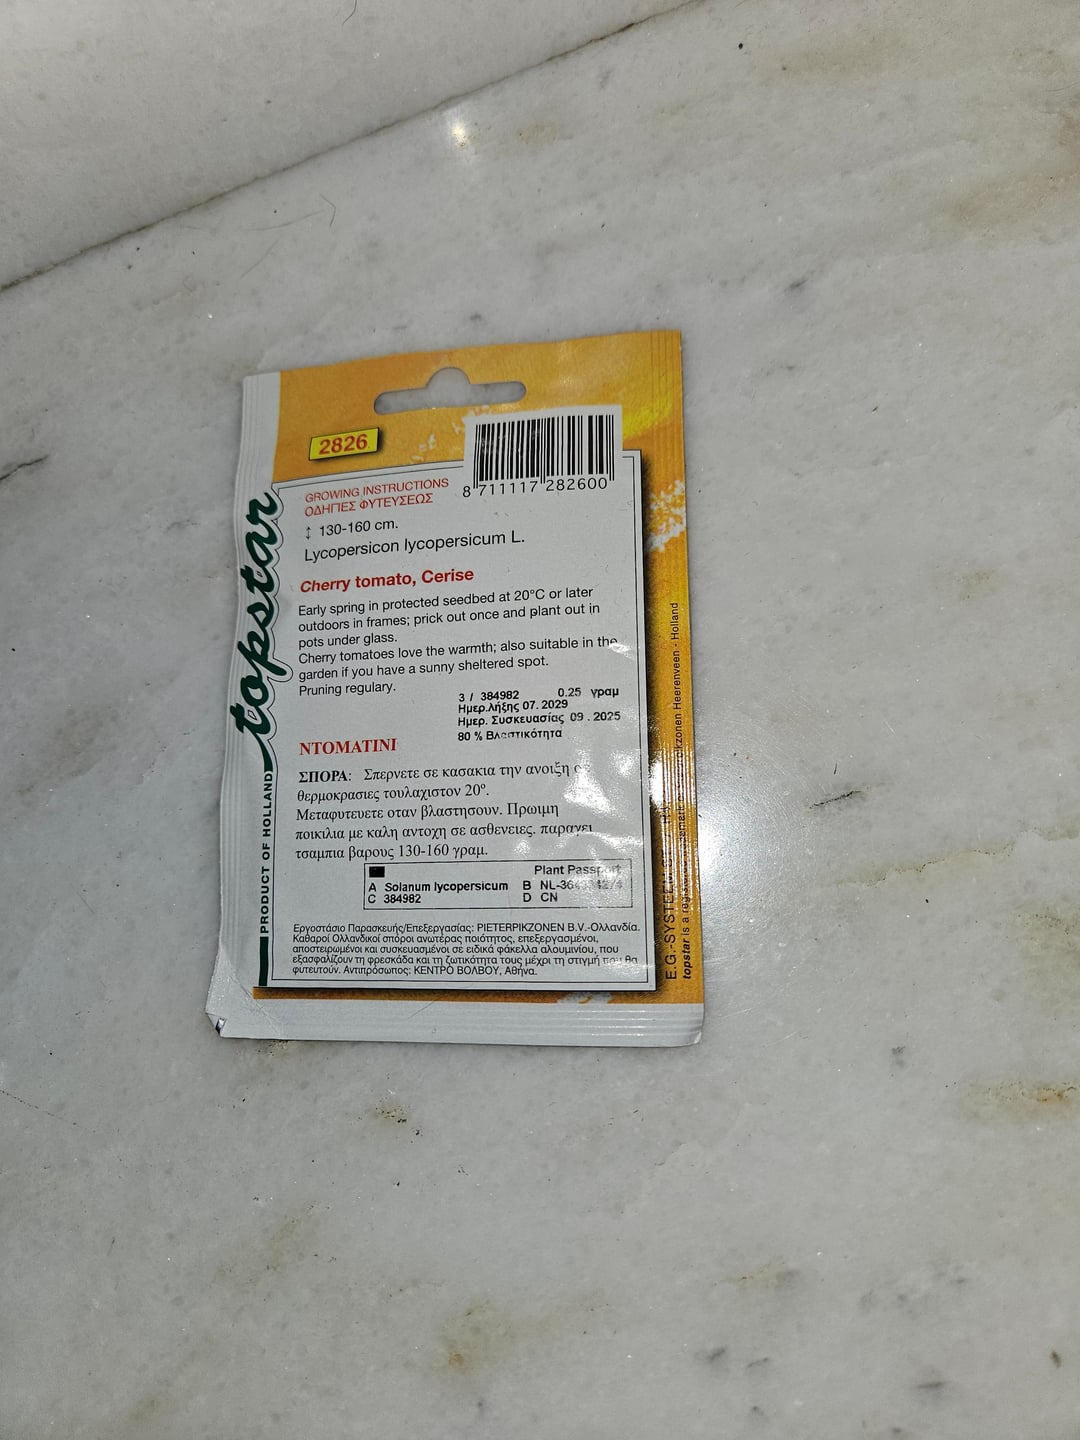 2826
8 711117 282600
GROWING INSTRUCTIONS
ΟΔΗΓΙΕΣ ΦΥΤΕΥΣΕΩΣ
↕ 130-160 cm.
Lycopersicon lycopersicum L.
Cherry tomato, Cerise
Early spring in protected seedbed at 20°C or later
outdoors in frames; prick out once and plant out in
pots under glass.
Cherry tomatoes love the warmth; also suitable in the
garden if you have a sunny sheltered spot.
Pruning regulary.
3 / 384982 0.25 γραμ
Ημερ.Λήξης 07. 2029
Ημερ. Συσκευασίας 09 . 2025
80 % Βλαστικότητα
ΝΤΟΜΑΤΙΝΙ
ΣΠΟΡΑ: Σπερνετε σε κασακια την ανοιξη
θερμοκρασιες τουλαχιστον 20°.
Μεταφυτευετε οταν βλαστησουν. Πρωιμη
ποικιλια με καλη αντοχη σε ασθενειες. παραγει
τσαμπια βαρους 130-160 γραμ.
Plant Passport
A Solanum lycopersicum B
C 384982 D CN
Εργοστάσιο Παρασκευής/Επεξεργασίας: PIETERPIKZONEN B.V.-Ολλανδία.
Καθαροί Ολλανδικοί σπόροι ανωτέρας ποιότητος, επεξεργασμένοι,
αποστειρωμένοι και συσκευασμένοι σε ειδικά φάκελλα αλουμινίου, που
εξασφαλίζουν τη φρεσκάδα και τη ζωτικότητα τους μέχρι τη στιγμή που θα
φυτευτούν. Αντιπρόσωπος: ΚΕΝΤΡΟ ΒΟΛΒΟΥ, Αθήνα.
topstar
PRODUCT OF HOLLAND
E.G.-SYSTEEM
topstar is a Heerenveen - Holland